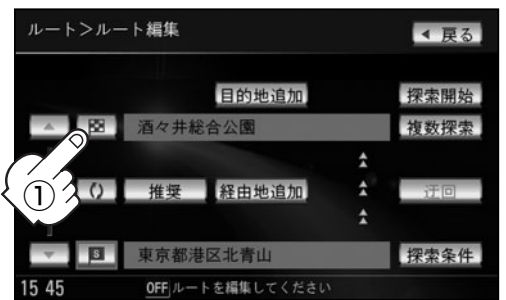 ルート＞ルート編集
◀ 戻る
目的地追加
探索開始
酒々井総合公園
複数探索
①
推奨
経由地追加
迂回
S
東京都港区北青山
探索条件
15 45
OFF ルートを編集してください